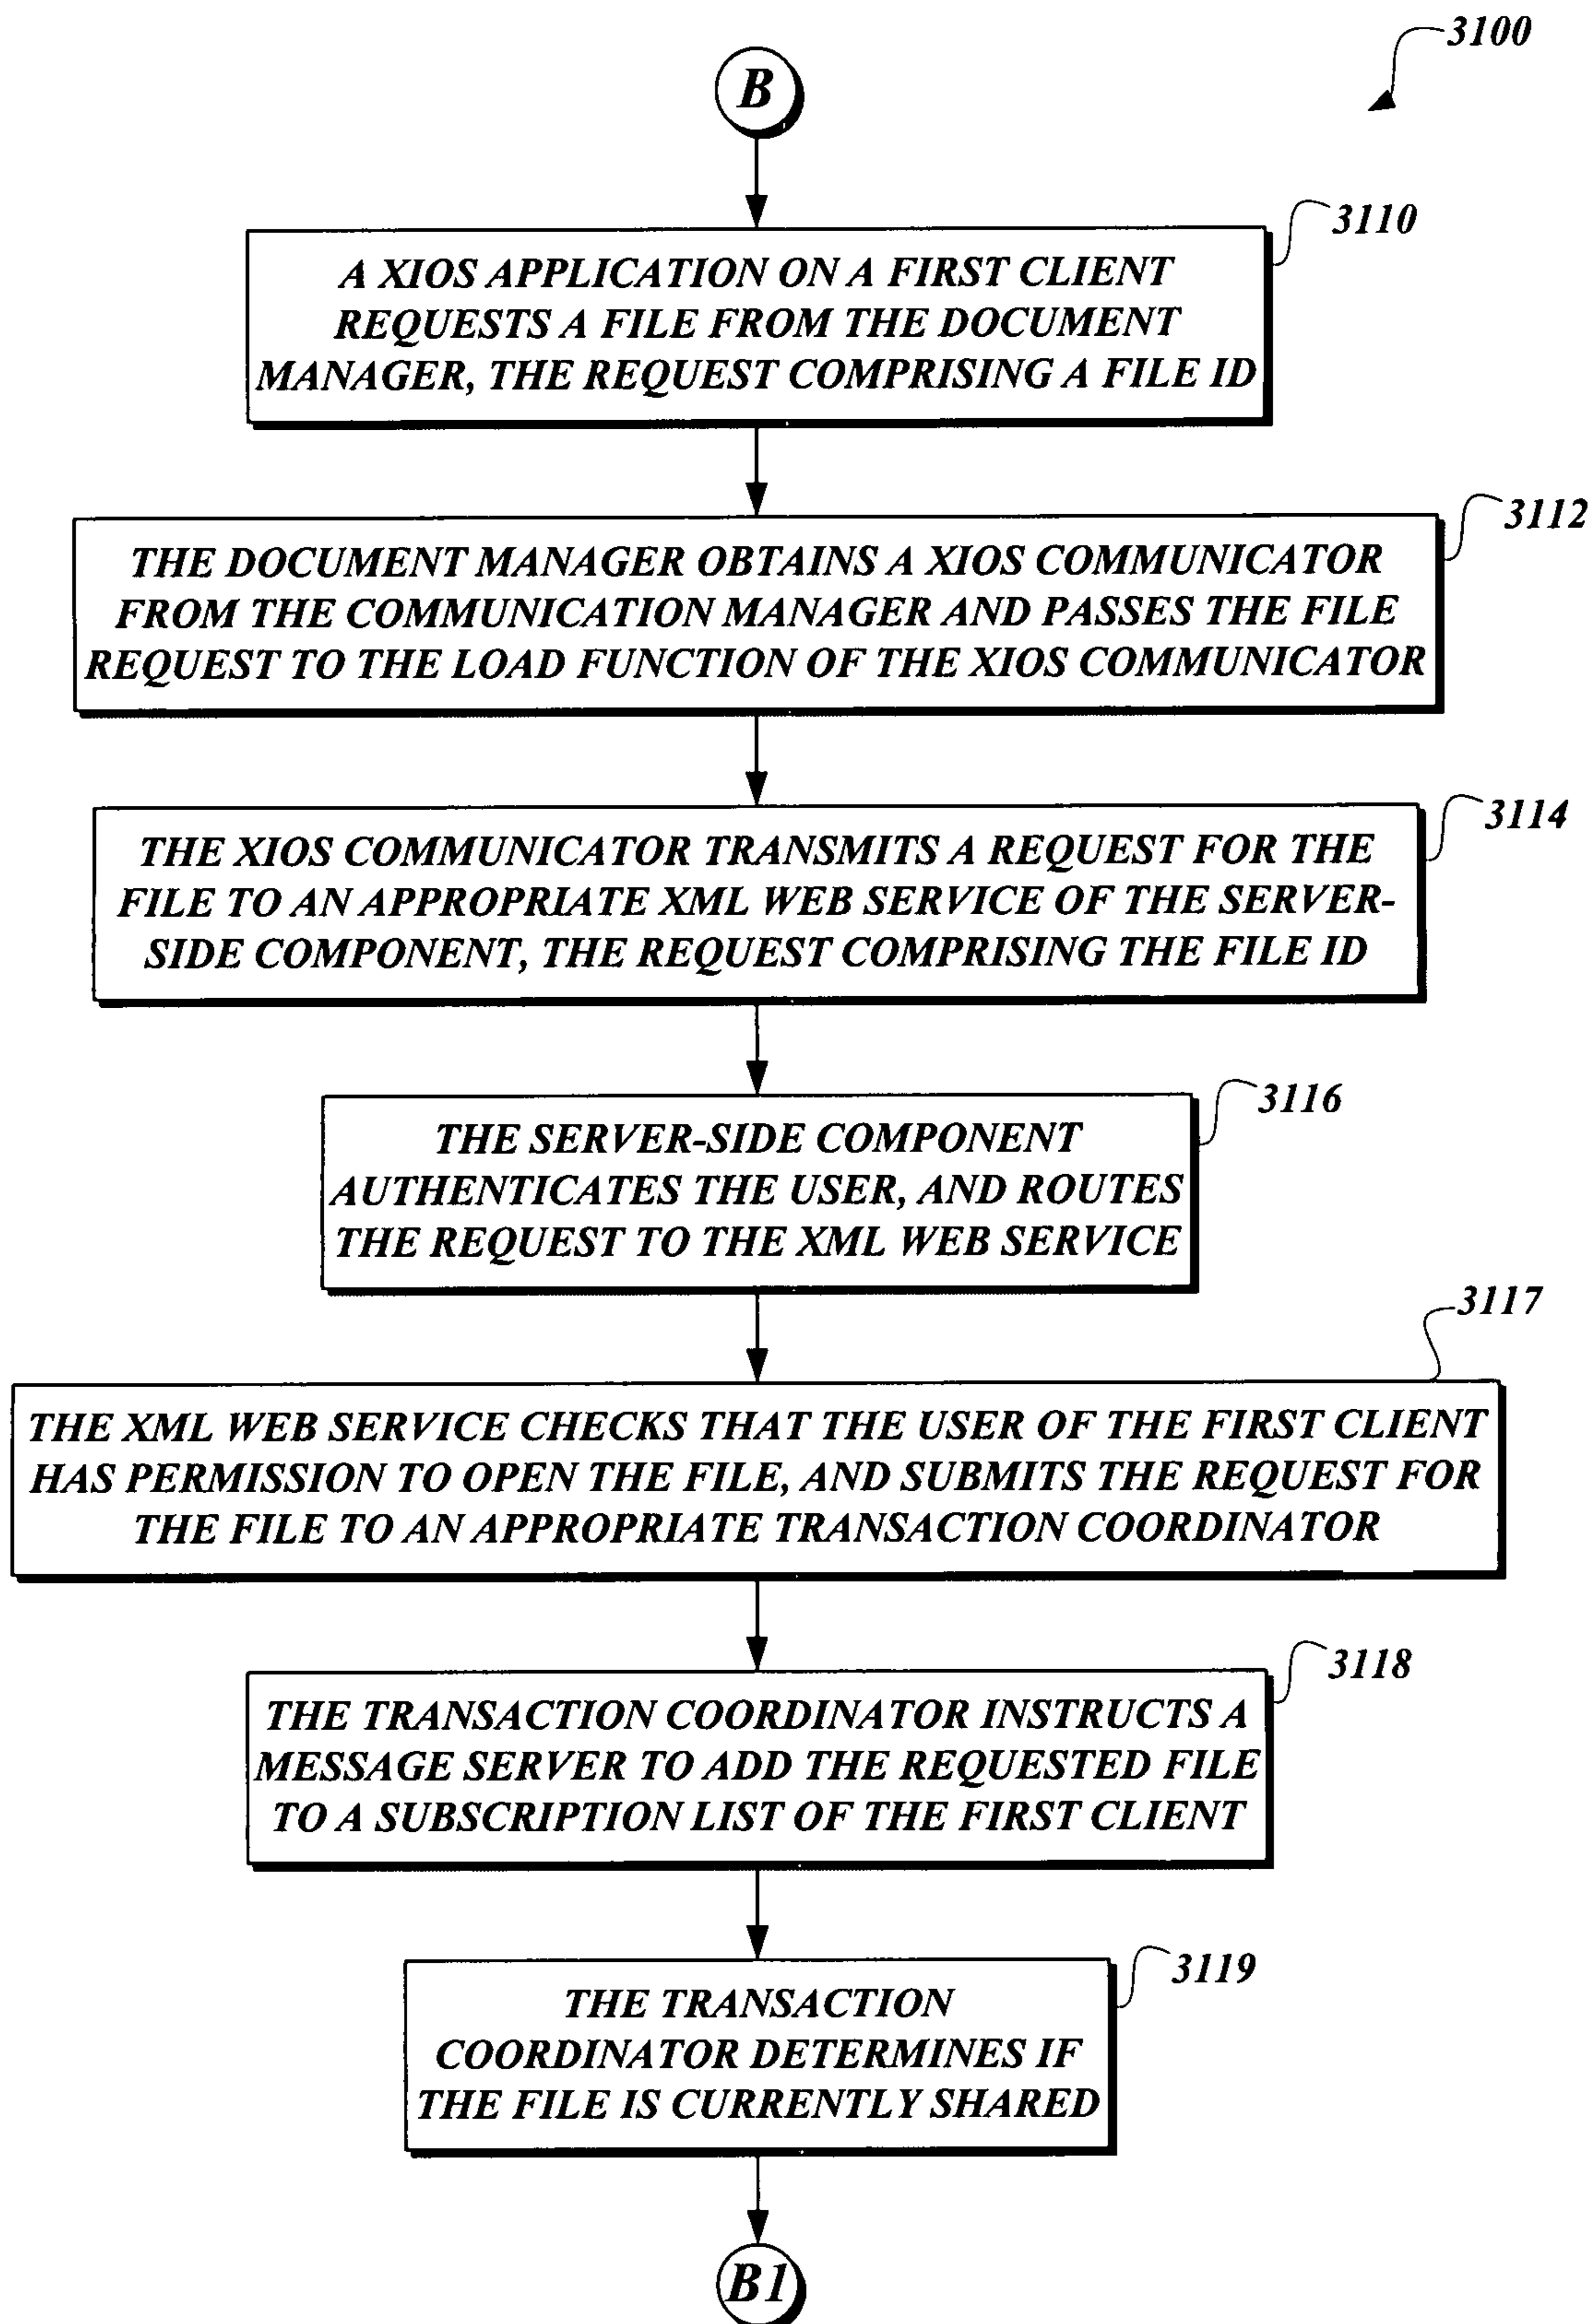 3100
B
3110
A XIOS APPLICATION ON A FIRST CLIENT
REQUESTS A FILE FROM THE DOCUMENT
MANAGER, THE REQUEST COMPRISING A FILE ID
3112
THE DOCUMENT MANAGER OBTAINS A XIOS COMMUNICATOR
FROM THE COMMUNICATION MANAGER AND PASSES THE FILE
REQUEST TO THE LOAD FUNCTION OF THE XIOS COMMUNICATOR
3114
THE XIOS COMMUNICATOR TRANSMITS A REQUEST FOR THE
FILE TO AN APPROPRIATE XML WEB SERVICE OF THE SERVER-
SIDE COMPONENT, THE REQUEST COMPRISING THE FILE ID
3116
THE SERVER-SIDE COMPONENT
AUTHENTICATES THE USER, AND ROUTES
THE REQUEST TO THE XML WEB SERVICE
3117
THE XML WEB SERVICE CHECKS THAT THE USER OF THE FIRST CLIENT
HAS PERMISSION TO OPEN THE FILE, AND SUBMITS THE REQUEST FOR
THE FILE TO AN APPROPRIATE TRANSACTION COORDINATOR
3118
THE TRANSACTION COORDINATOR INSTRUCTS A
MESSAGE SERVER TO ADD THE REQUESTED FILE
TO A SUBSCRIPTION LIST OF THE FIRST CLIENT
3119
THE TRANSACTION
COORDINATOR DETERMINES IF
THE FILE IS CURRENTLY SHARED
B1